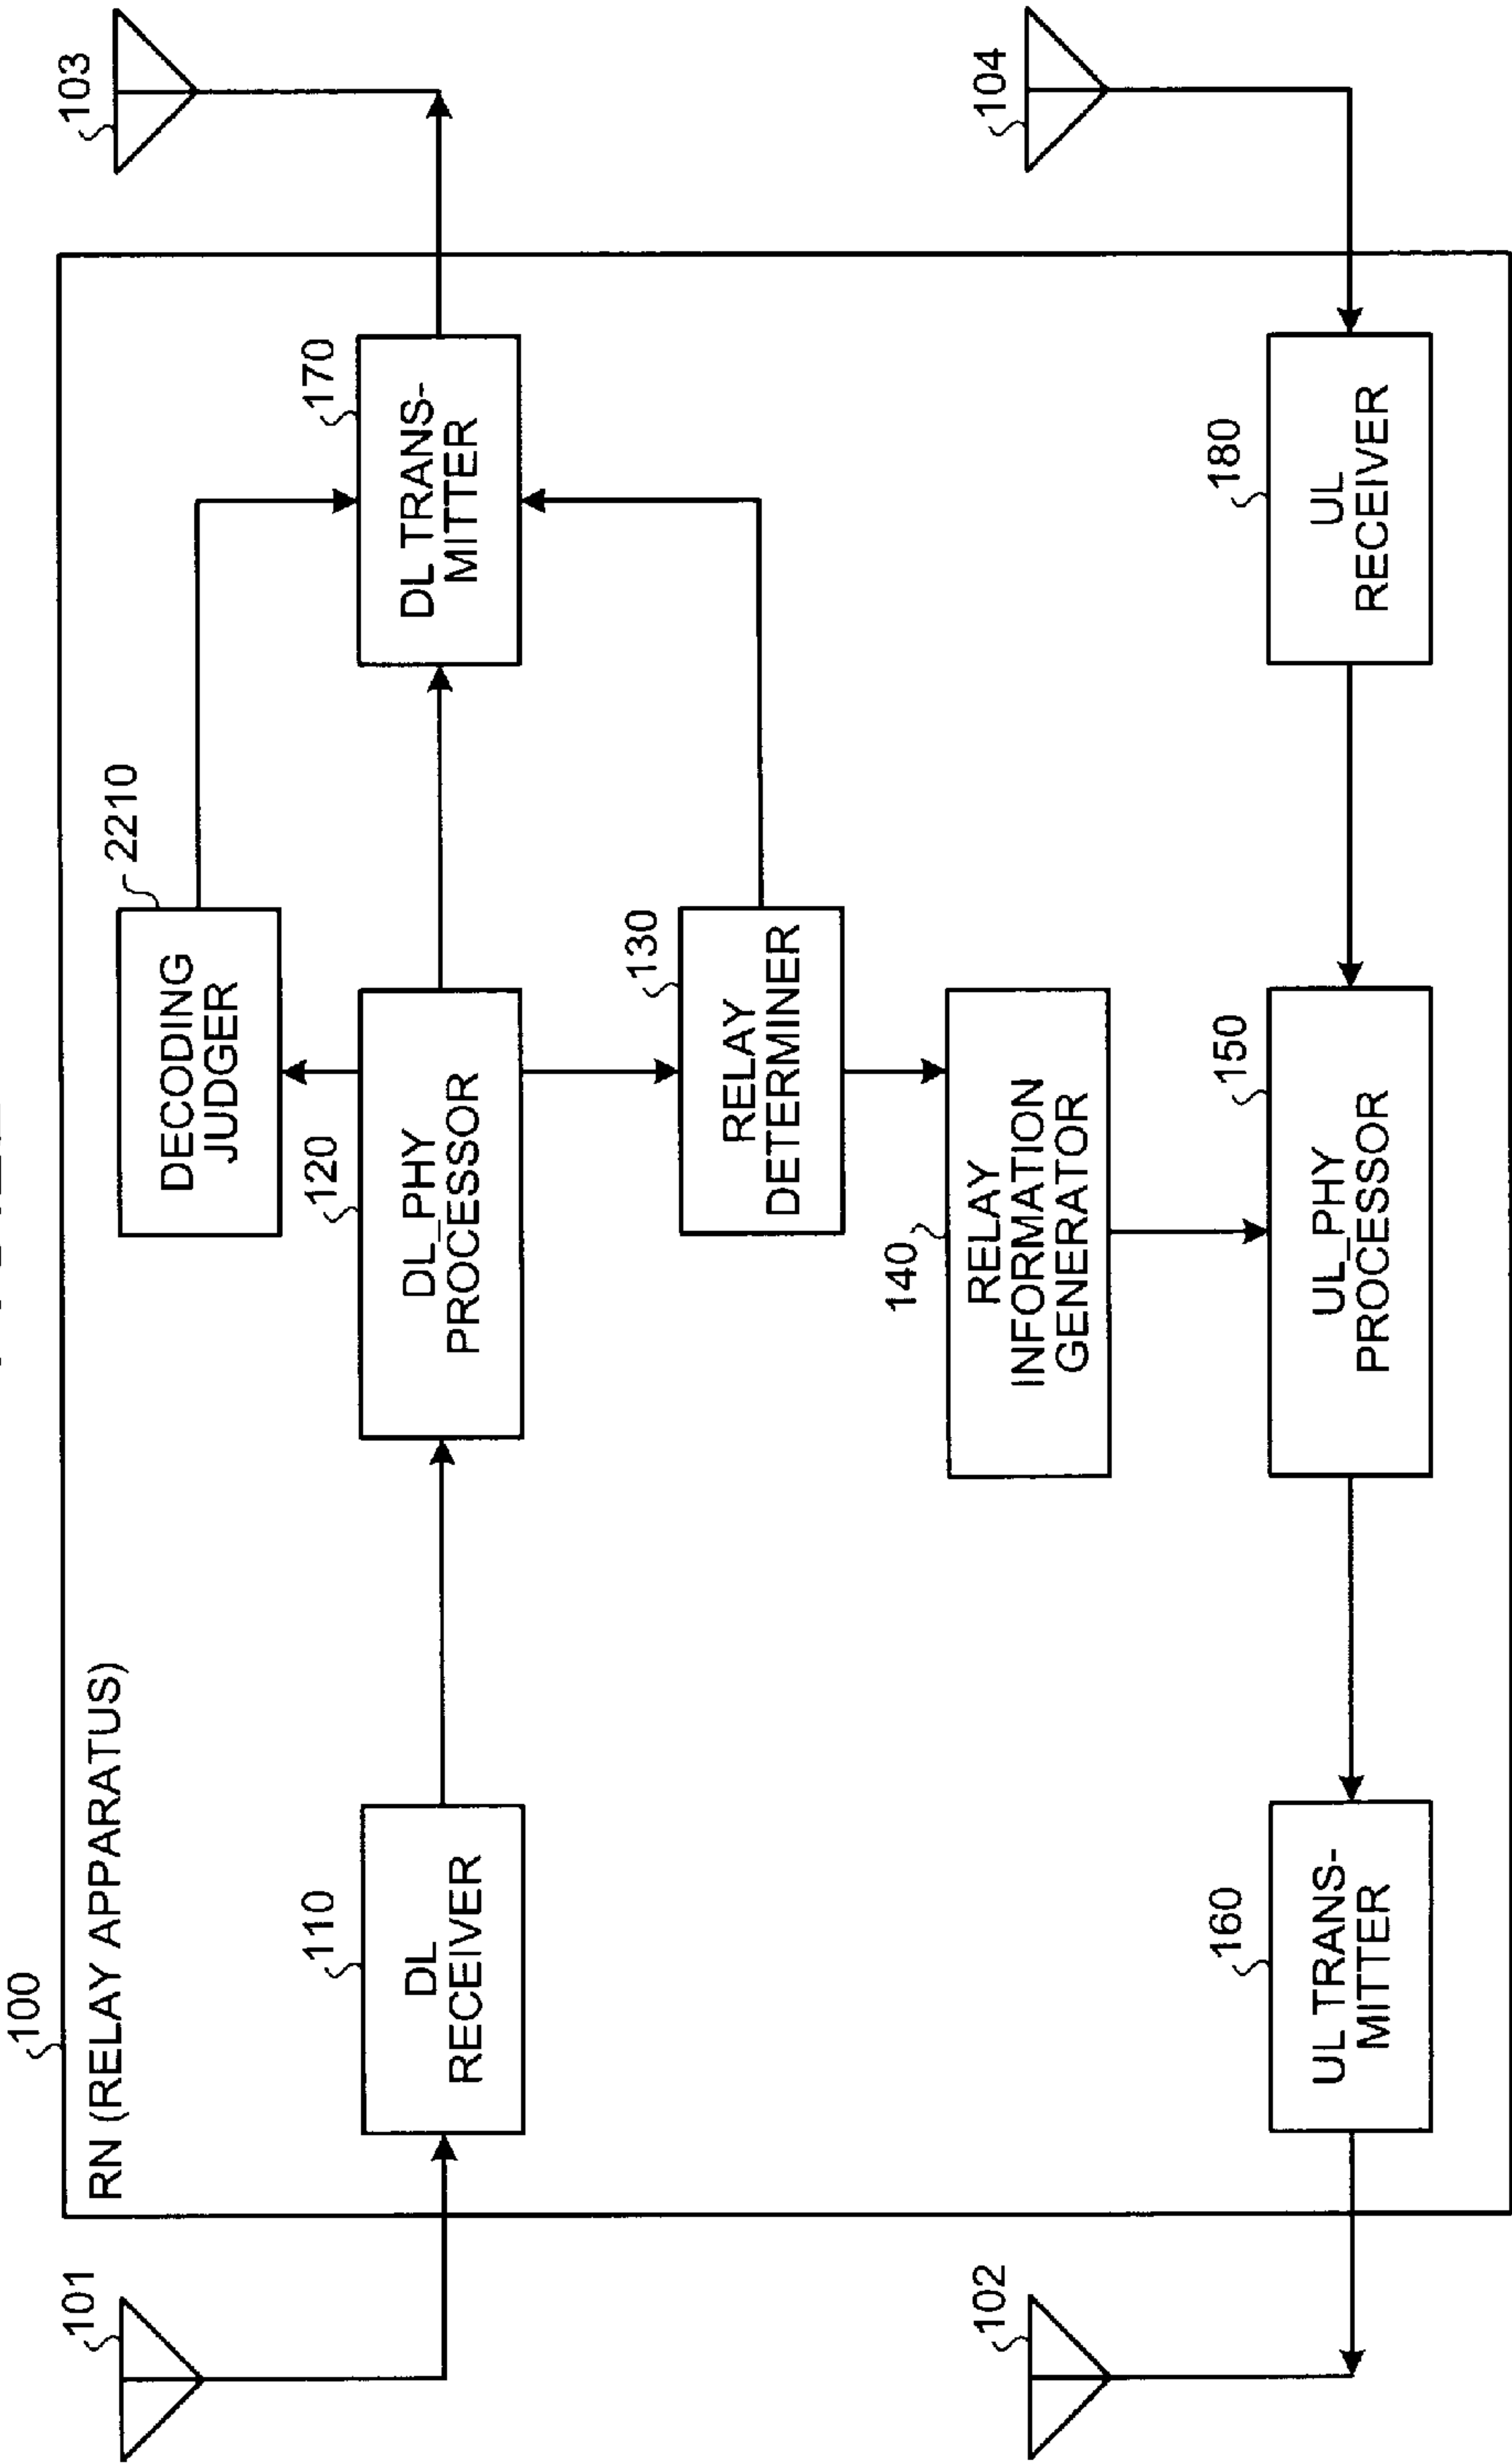 100
RN (RELAY APPARATUS)
101
103
110
DL
RECEIVER
120
DL_PHY
PROCESSOR
2210
DECODING
JUDGER
170
DL TRANS-
MITTER
130
RELAY
DETERMINER
140
RELAY
INFORMATION
GENERATOR
102
104
160
UL TRANS-
MITTER
150
UL_PHY
PROCESSOR
180
UL
RECEIVER